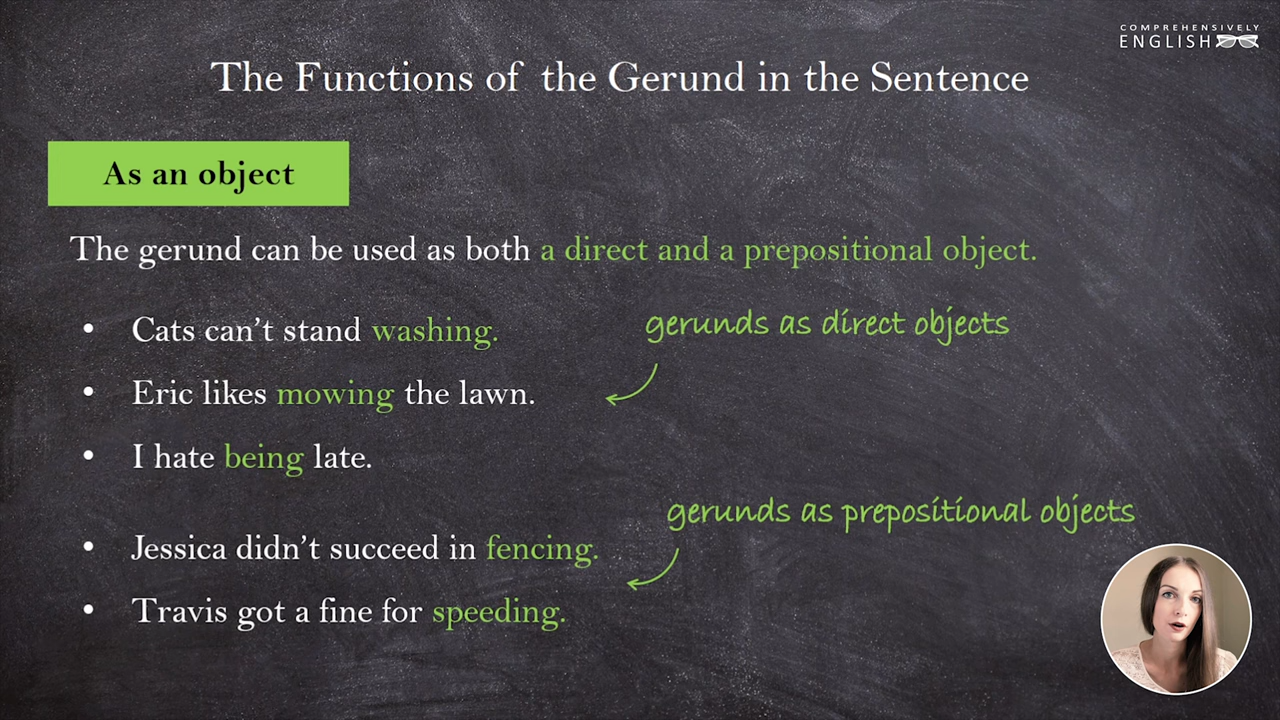 COMPREHENSIVELY
ENGLISH
The Functions of the Gerund in the Sentence
As an object
The gerund can be used as both a direct and a prepositional object.
• Cats can’t stand washing.
gerunds as direct objects
• Eric likes mowing the lawn.
• I hate being late.
gerunds as prepositional objects
• Jessica didn’t succeed in fencing.
• Travis got a fine for speeding.